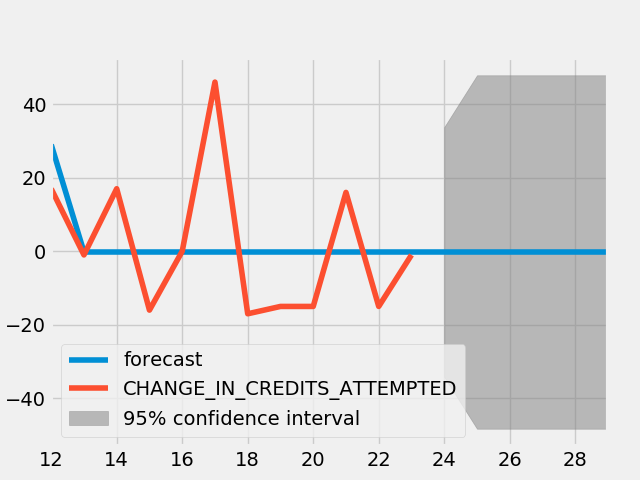 40
20
0
−20
−40
forecast
CHANGE_IN_CREDITS_ATTEMPTED
95% confidence interval
12 14 16 18 20 22 24 26 28